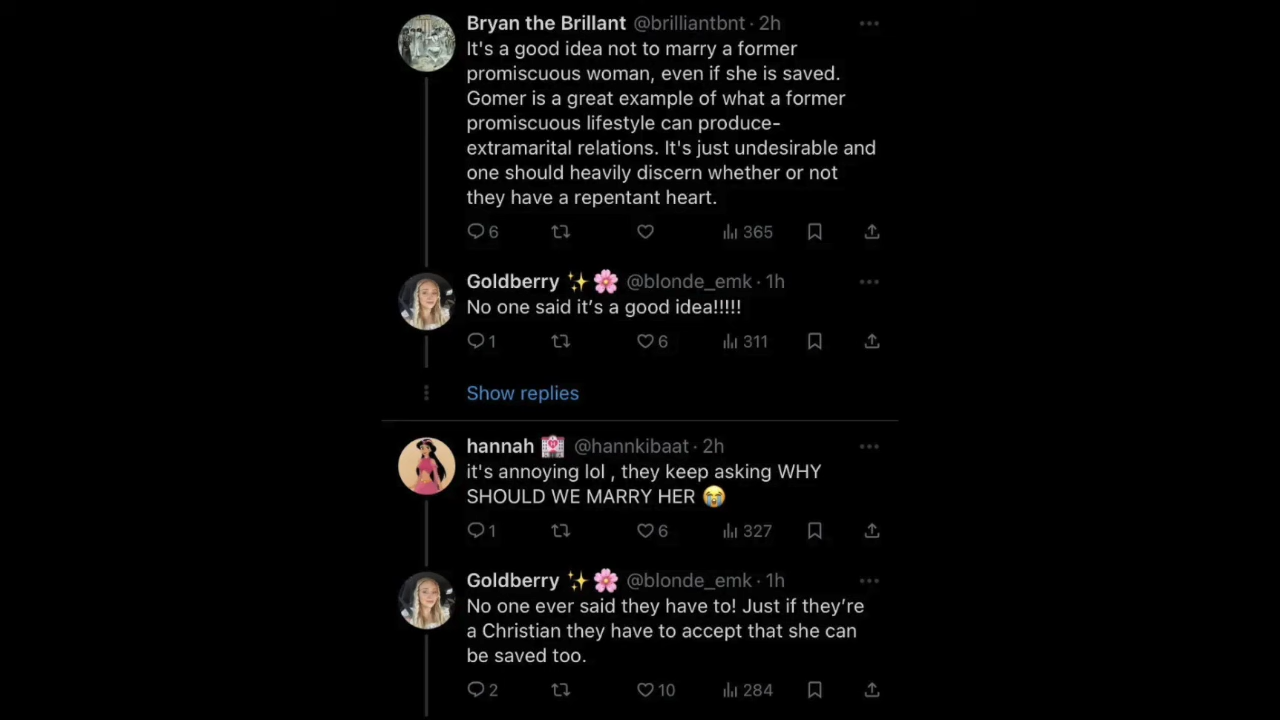 Bryan the Brillant @brilliantbnt · 2h
It's a good idea not to marry a former
promiscuous woman, even if she is saved.
Gomer is a great example of what a former
promiscuous lifestyle can produce-
extramarital relations. It's just undesirable and
one should heavily discern whether or not
they have a repentant heart.
6 365
Goldberry ✨🌸 @blonde_emk · 1h
No one said it's a good idea!!!!!
1 6 311
Show replies
hannah 🏩 @hannkibaat · 2h
it's annoying lol , they keep asking WHY
SHOULD WE MARRY HER 😭
1 6 327
Goldberry ✨🌸 @blonde_emk · 1h
No one ever said they have to! Just if they're
a Christian they have to accept that she can
be saved too.
2 10 284